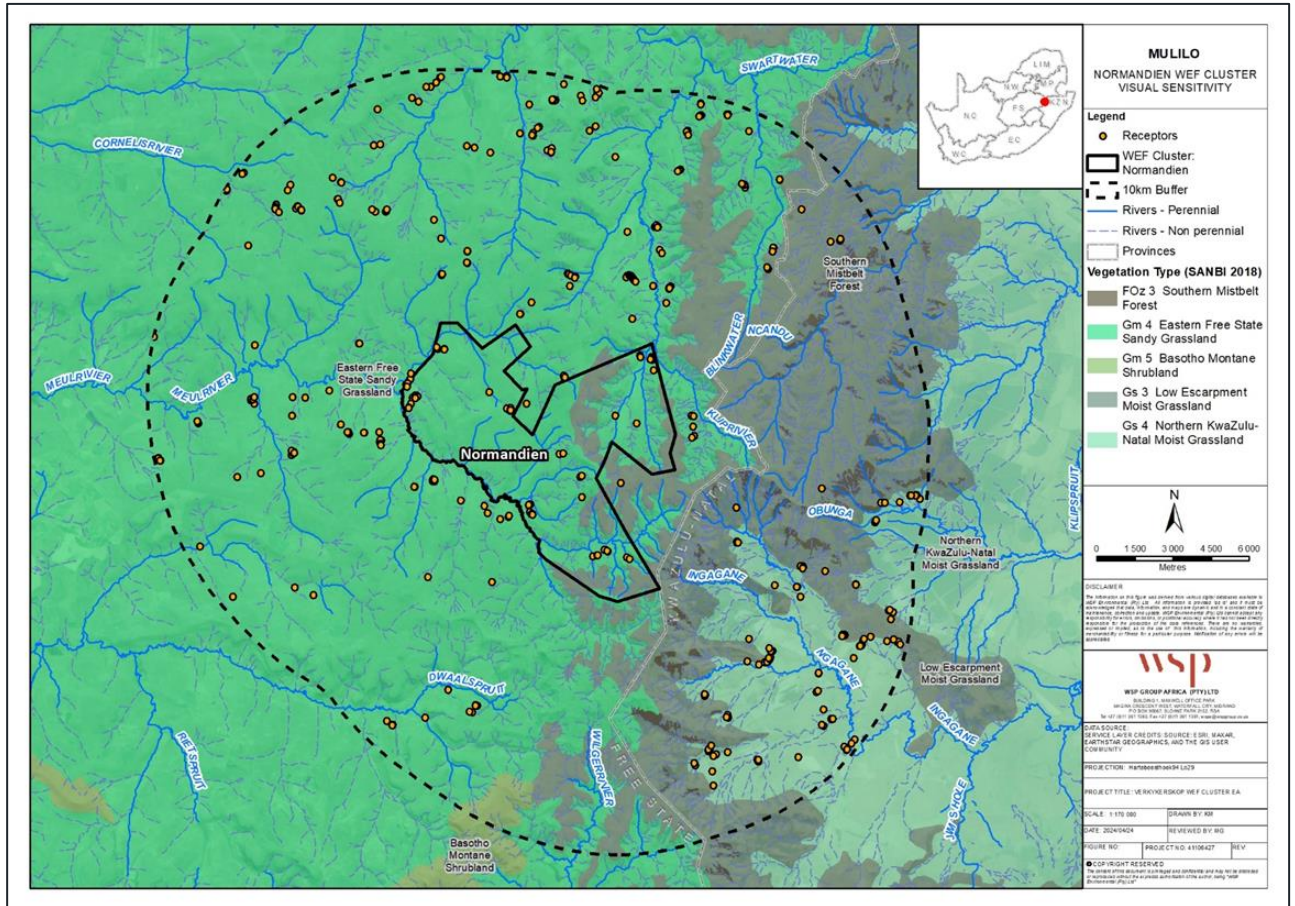 SWARTWATER
CORNELISRIVIER
MEULRIVIER
MEULRIVIER
Eastern Free
State Sandy
Grassland
Normandien
BLINKWATER
NCANDU
KLIPRIVIER
Southern
Mistbelt
Forest
OBUNGA
KLIPSPRUIT
Northern
KwaZulu-Natal
Moist Grassland
KWAZULU-NATAL
INGAGANE
NGAGANE
Low Escarpment
Moist Grassland
INGAGANE
DWAALSPRUIT
RIETSPRUIT
WILGERRIVIER
FREE STATE
Basotho
Montane
Shrubland
LIM
NW
MP
FS
KZN
NC
EC
WC
MULILO
NORMANDIEN WEF CLUSTER
VISUAL SENSITIVITY
Legend
Receptors
WEF Cluster:
Normandien
10km Buffer
Rivers - Perennial
Rivers - Non perennial
Provinces
Vegetation Type (SANBI 2018)
FOz 3 Southern Mistbelt
Forest
Gm 4 Eastern Free State
Sandy Grassland
Gm 5 Basotho Montane
Shrubland
Gs 3 Low Escarpment
Moist Grassland
Gs 4 Northern KwaZulu-
Natal Moist Grassland
N
0 1 500 3 000 4 500 6 000
Metres
DISCLAIMER
wsp
WSP GROUP AFRICA (PTY) LTD
DATA SOURCE:
SERVICE LAYER CREDITS: SOURCE: ESRI, MAXAR,
EARTHSTAR GEOGRAPHICS, AND THE GIS USER
COMMUNITY
PROJECTION: Hartebeesthoek94 Lo29
PROJECT TITLE: VERKYKERSKOP WEF CLUSTER EA
SCALE: 1:170 000 DRAWN BY: KM
DATE: 2024/04/24 REVIEWED BY: MG
FIGURE NO: PROJECT NO: 41106427 REV:
COPYRIGHT RESERVED